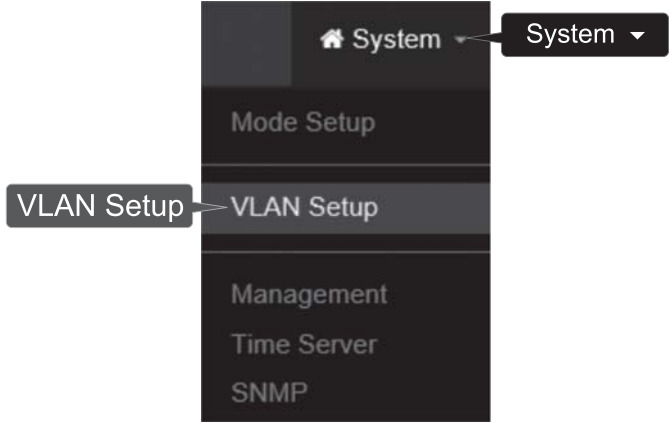 System
System
Mode Setup
VLAN Setup
VLAN Setup
Management
Time Server
SNMP